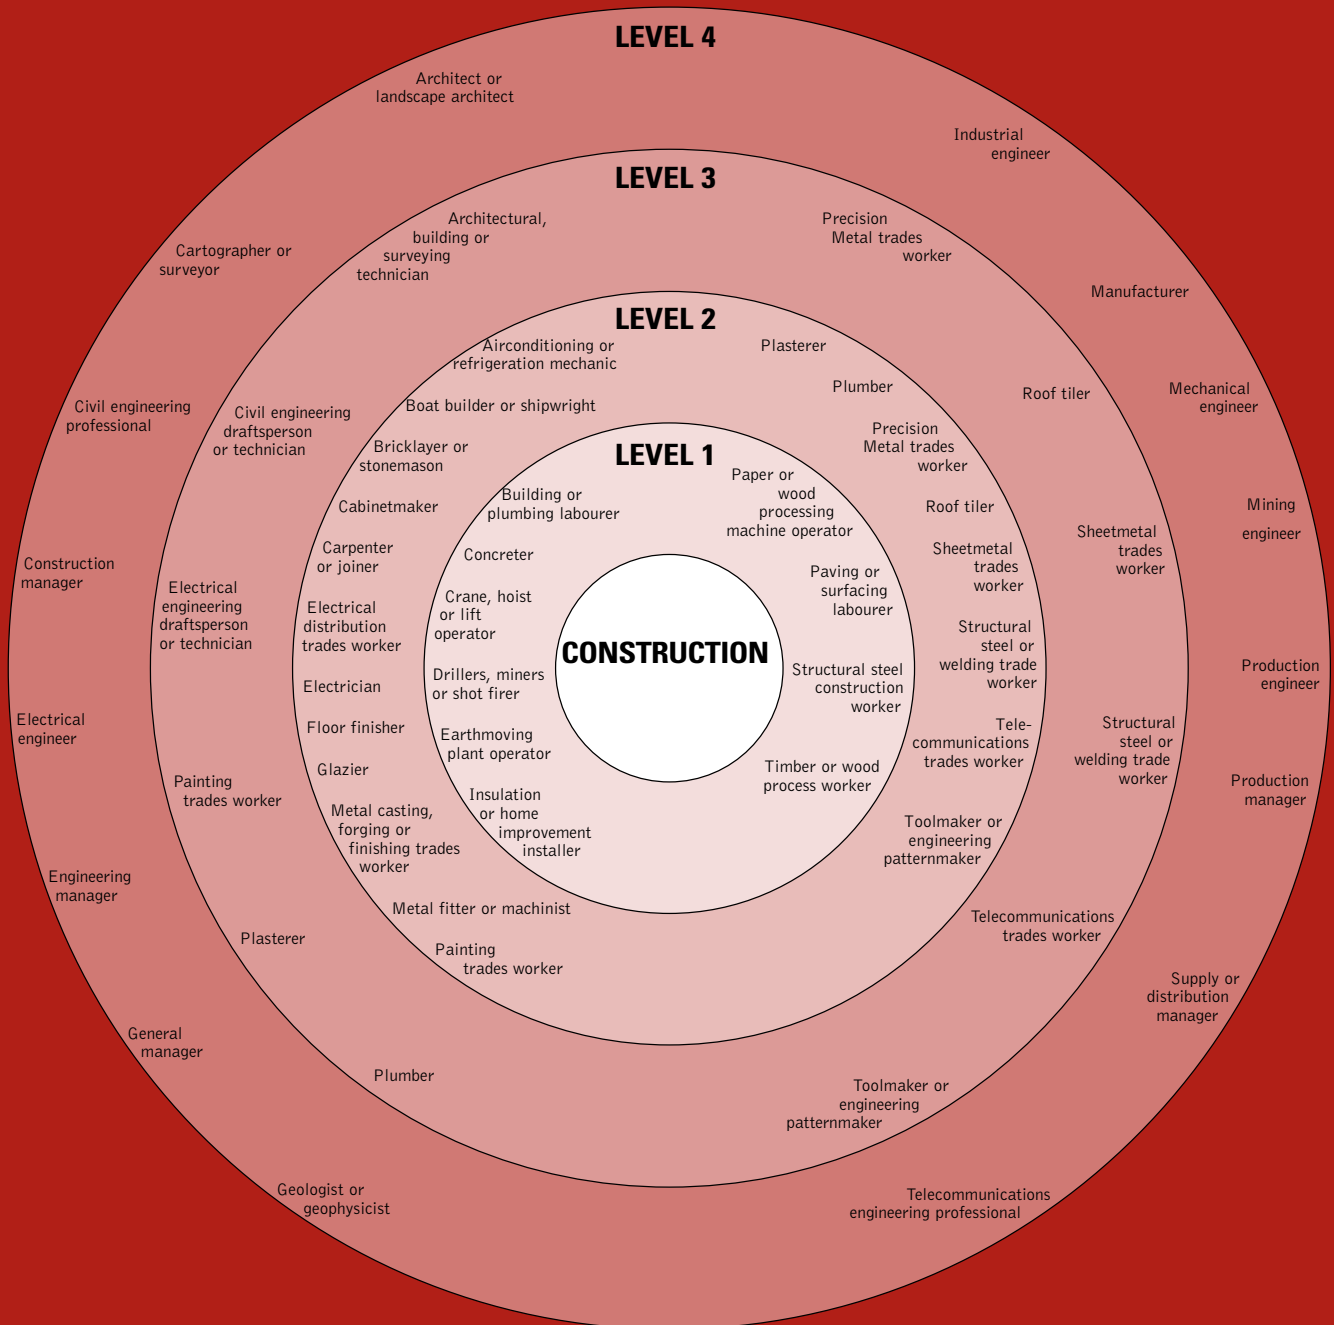 LEVEL 4
Architect or
landscape architect
Cartographer or
surveyor
Civil engineering
professional
Construction
manager
Electrical
engineer
Engineering
manager
General
manager
Geologist or
geophysicist
Industrial
engineer
Manufacturer
Mechanical
engineer
Mining
engineer
Production
engineer
Production
manager
Supply or
distribution
manager
Telecommunications
engineering professional
LEVEL 3
Architectural,
building or
surveying
technician
Civil engineering
draftsperson
or technician
Electrical
engineering
draftsperson
or technician
Painting
trades worker
Plasterer
Plumber
Precision
Metal trades
worker
Roof tiler
Sheetmetal
trades
worker
Structural
steel or
welding trade
worker
Telecommunications
trades worker
Toolmaker or
engineering
patternmaker
LEVEL 2
Airconditioning or
refrigeration mechanic
Boat builder or shipwright
Bricklayer or
stonemason
Cabinetmaker
Carpenter
or joiner
Electrical
distribution
trades worker
Electrician
Floor finisher
Glazier
Metal casting,
forging or
finishing trades
worker
Metal fitter or machinist
Painting
trades worker
Plasterer
Plumber
Precision
Metal trades
worker
Roof tiler
Sheetmetal
trades
worker
Structural
steel or
welding trade
worker
Tele-
communications
trades worker
Toolmaker or
engineering
patternmaker
LEVEL 1
Building or
plumbing labourer
Concreter
Crane, hoist
or lift
operator
Drillers, miners
or shot firer
Earthmoving
plant operator
Insulation
or home
improvement
installer
Paper or
wood
processing
machine operator
Paving or
surfacing
labourer
Structural steel
construction
worker
Timber or wood
process worker
CONSTRUCTION